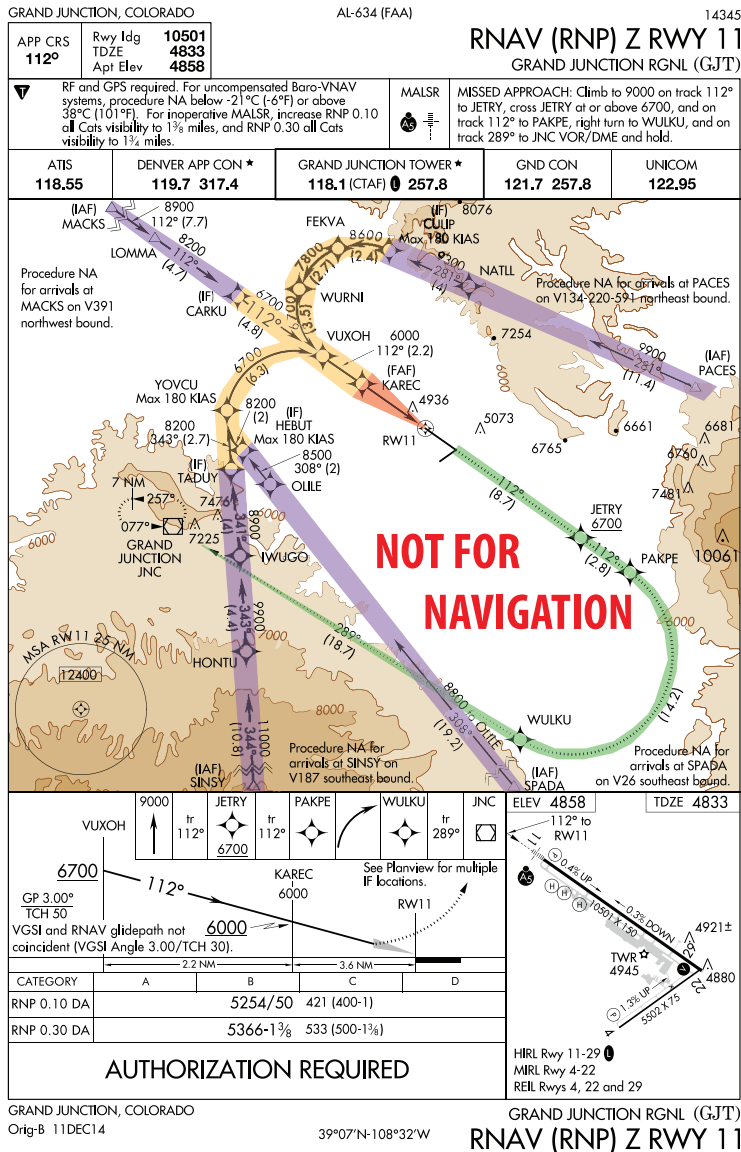 GRAND JUNCTION, COLORADO
AL-634 (FAA)
14345
RNAV (RNP) Z RWY 11
GRAND JUNCTION RGNL (GJT)
APP CRS
112°
Rwy ldg 10501
TDZE 4833
Apt Elev 4858
T
RF and GPS required. For uncompensated Baro-VNAV
systems, procedure NA below -21°C (-6°F) or above
38°C (101°F). For inoperative MALSR, increase RNP 0.10
all Cats visibility to 1⅜ miles, and RNP 0.30 all Cats
visibility to 1¾ miles.
MALSR
A5
MISSED APPROACH: Climb to 9000 on track 112°
to JETRY, cross JETRY at or above 6700, and on
track 112° to PAKPE, right turn to WULKU, and on
track 289° to JNC VOR/DME and hold.
ATIS
118.55
DENVER APP CON ★
119.7 317.4
GRAND JUNCTION TOWER ★
118.1 (CTAF) L 257.8
GND CON
121.7 257.8
UNICOM
122.95
(IAF)
MACKS
8900
112° (7.7)
LOMMA
8200
112°
(4.7)
Procedure NA
for arrivals at
MACKS on V391
northwest bound.
(IF)
CARKU
6700
112°
(4.8)
FEKVA
7800
(2.7)
8600
(2.4)
(IF)
CULIP
Max 180 KIAS
8076
281°
(4)
NATLL
Procedure NA for arrivals at PACES
on V134-220-591 northeast bound.
WURNI
(3.5)
VUXOH
6000
112° (2.2)
(FAF)
KAREC
7254
6000
9900
281°
(11.4)
(IAF)
PACES
6700
(6.3)
YOVCU
Max 180 KIAS
8200
(2)
(IF)
HEBUT
Max 180 KIAS
8200
343° (2.7)
8500
308° (2)
OLILE
(IF)
TADUY
4936
RW11
5073
6765
6661
6681
6760
7481
10061
7 NM
257°
077°
GRAND
JUNCTION
JNC
7476
7225
8000
6000
8900
341°
(4)
IWUGO
9900
343°
(4.4)
HONTU
11000
344°
(10.8)
(IAF)
SINSY
112°
(8.7)
JETRY
6700
112°
(2.8)
PAKPE
6000
(14.2)
NOT FOR
NAVIGATION
289°
(18.7)
MSA RW11 25 NM
12400
8000
8800 to OLILE
308°
(19.2)
WULKU
(IAF)
SPADA
Procedure NA for
arrivals at SINSY on
V187 southeast bound.
Procedure NA for
arrivals at SPADA
on V26 southeast bound.
9000
tr
112°
JETRY
6700
tr
112°
PAKPE
WULKU
tr
289°
JNC
VUXOH
6700
112°
GP 3.00°
TCH 50
VGSI and RNAV glidepath not
coincident (VGSI Angle 3.00/TCH 30).
6000
KAREC
6000
See Planview for multiple
IF locations.
RW11
2.2 NM
3.6 NM
CATEGORY A B C D
RNP 0.10 DA 5254/50 421 (400-1)
RNP 0.30 DA 5366-1⅜ 533 (500-1⅜)
AUTHORIZATION REQUIRED
ELEV 4858
TDZE 4833
112° to
RW11
11
A5
P
0.4% UP
H H H
10501 X 150
0.3% DOWN
4921±
29
TWR
4945
V
4880
22
P
1.3% UP
5502 X 75
4
HIRL Rwy 11-29 L
MIRL Rwy 4-22
REIL Rwys 4, 22 and 29
GRAND JUNCTION, COLORADO
Orig-B 11DEC14
39°07'N-108°32'W
GRAND JUNCTION RGNL (GJT)
RNAV (RNP) Z RWY 11